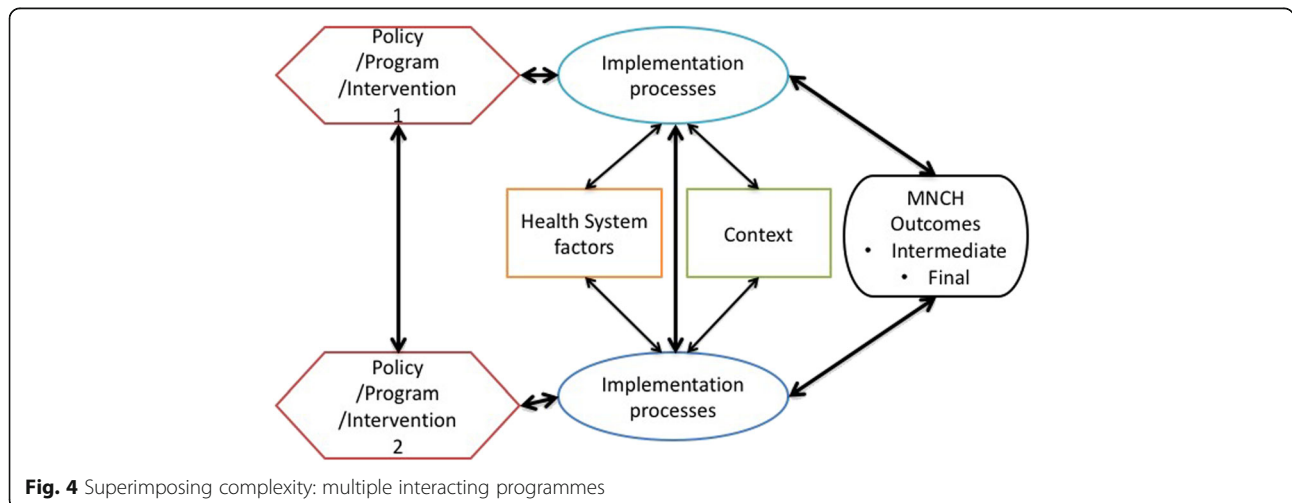 Policy
/Program
/Intervention
1
Implementation
processes
Health System
factors
Context
MNCH
Outcomes
• Intermediate
• Final
Policy
/Program
/Intervention
2
Implementation
processes
Fig. 4 Superimposing complexity: multiple interacting programmes